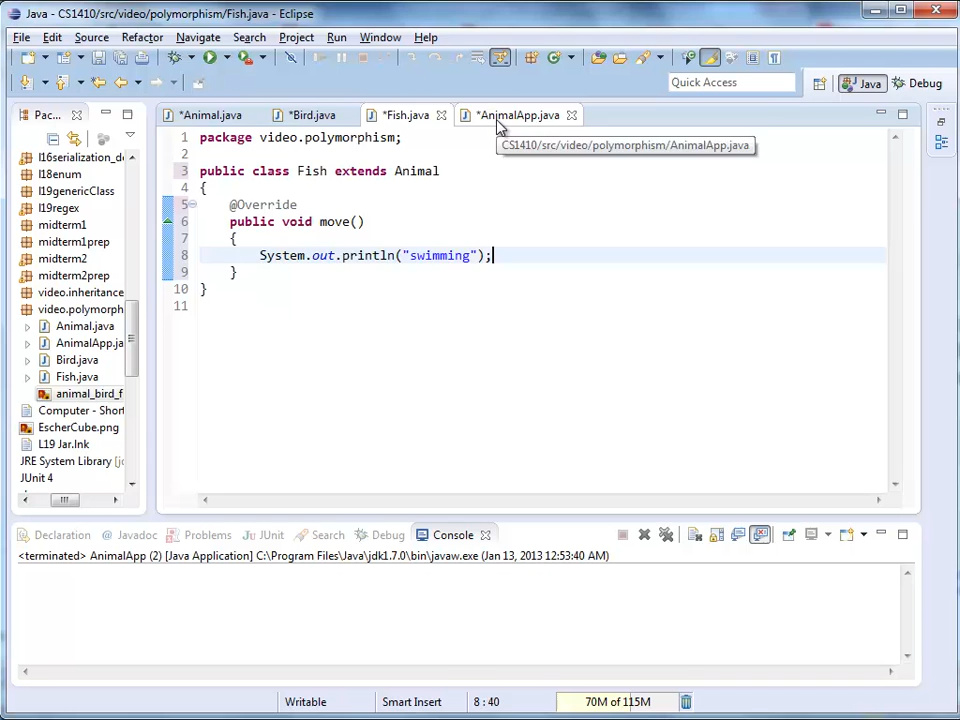 Java - CS1410/src/video/polymorphism/Fish.java - Eclipse
File Edit Source Refactor Navigate Search Project Run Window Help
Quick Access
Java
Debug
Pac...
*Animal.java
*Bird.java
*Fish.java
*AnimalApp.java
CS1410/src/video/polymorphism/AnimalApp.java
l16serialization_d
l18enum
l19genericClass
l19regex
midterm1
midterm1prep
midterm2
midterm2prep
video.inheritance
video.polymorph
Animal.java
AnimalApp.ja
Bird.java
Fish.java
animal_bird_f
Computer - Short
EscherCube.png
L19 Jar.lnk
JRE System Library [
JUnit 4
1 package video.polymorphism;
2
3 public class Fish extends Animal
4 {
5 @Override
6 public void move()
7 {
8 System.out.println("swimming");
9 }
10 }
11
Declaration Javadoc Problems JUnit Search Debug Console
<terminated> AnimalApp (2) [Java Application] C:\Program Files\Java\jdk1.7.0\bin\javaw.exe (Jan 13, 2013 12:53:40 AM)
Writable
Smart Insert
8 : 40
70M of 115M